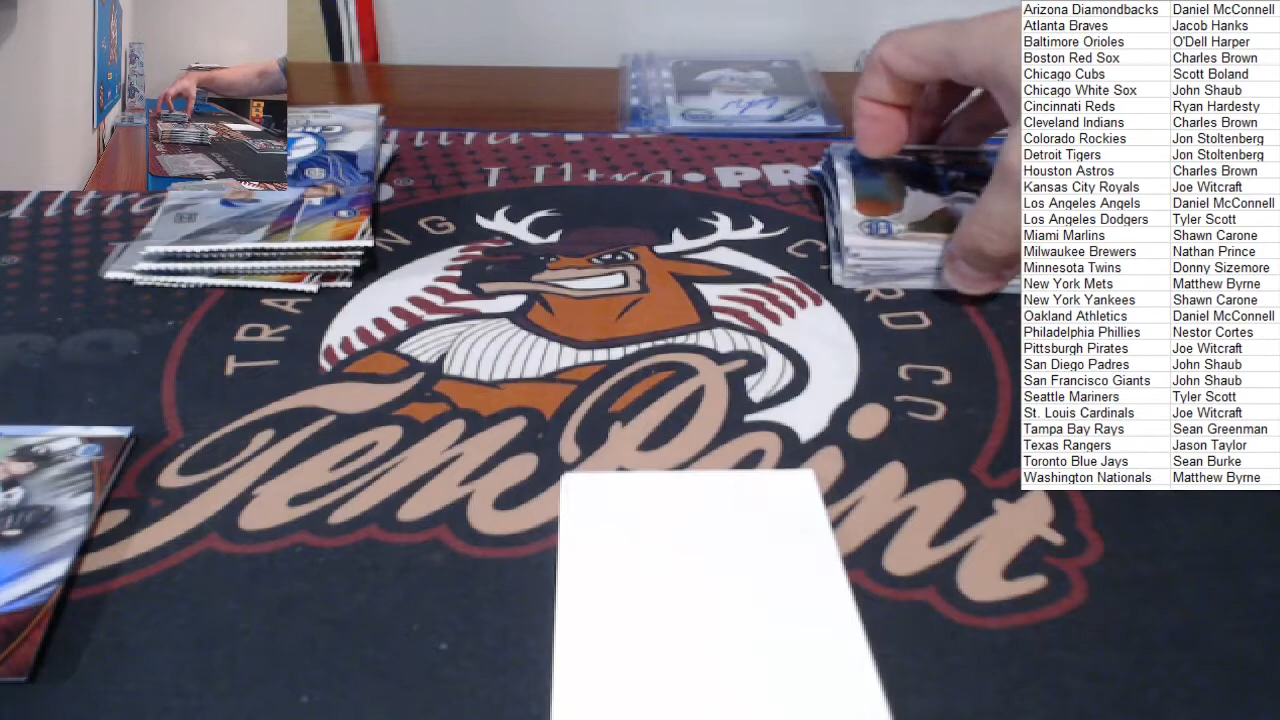 Arizona Diamondbacks Daniel McConnell
Atlanta Braves Jacob Hanks
Baltimore Orioles O'Dell Harper
Boston Red Sox Charles Brown
Chicago Cubs Scott Boland
Chicago White Sox John Shaub
Cincinnati Reds Ryan Hardesty
Cleveland Indians Charles Brown
Colorado Rockies Jon Stoltenberg
Detroit Tigers Jon Stoltenberg
Houston Astros Charles Brown
Kansas City Royals Joe Witcraft
Los Angeles Angels Daniel McConnell
Los Angeles Dodgers Tyler Scott
Miami Marlins Shawn Carone
Milwaukee Brewers Nathan Prince
Minnesota Twins Donny Sizemore
New York Mets Matthew Byrne
New York Yankees Shawn Carone
Oakland Athletics Daniel McConnell
Philadelphia Phillies Nestor Cortes
Pittsburgh Pirates Joe Witcraft
San Diego Padres John Shaub
San Francisco Giants John Shaub
Seattle Mariners Tyler Scott
St. Louis Cardinals Joe Witcraft
Tampa Bay Rays Sean Greenman
Texas Rangers Jason Taylor
Toronto Blue Jays Sean Burke
Washington Nationals Matthew Byrne
Ultra•PR
TRA NG C RD CO
Ten Point